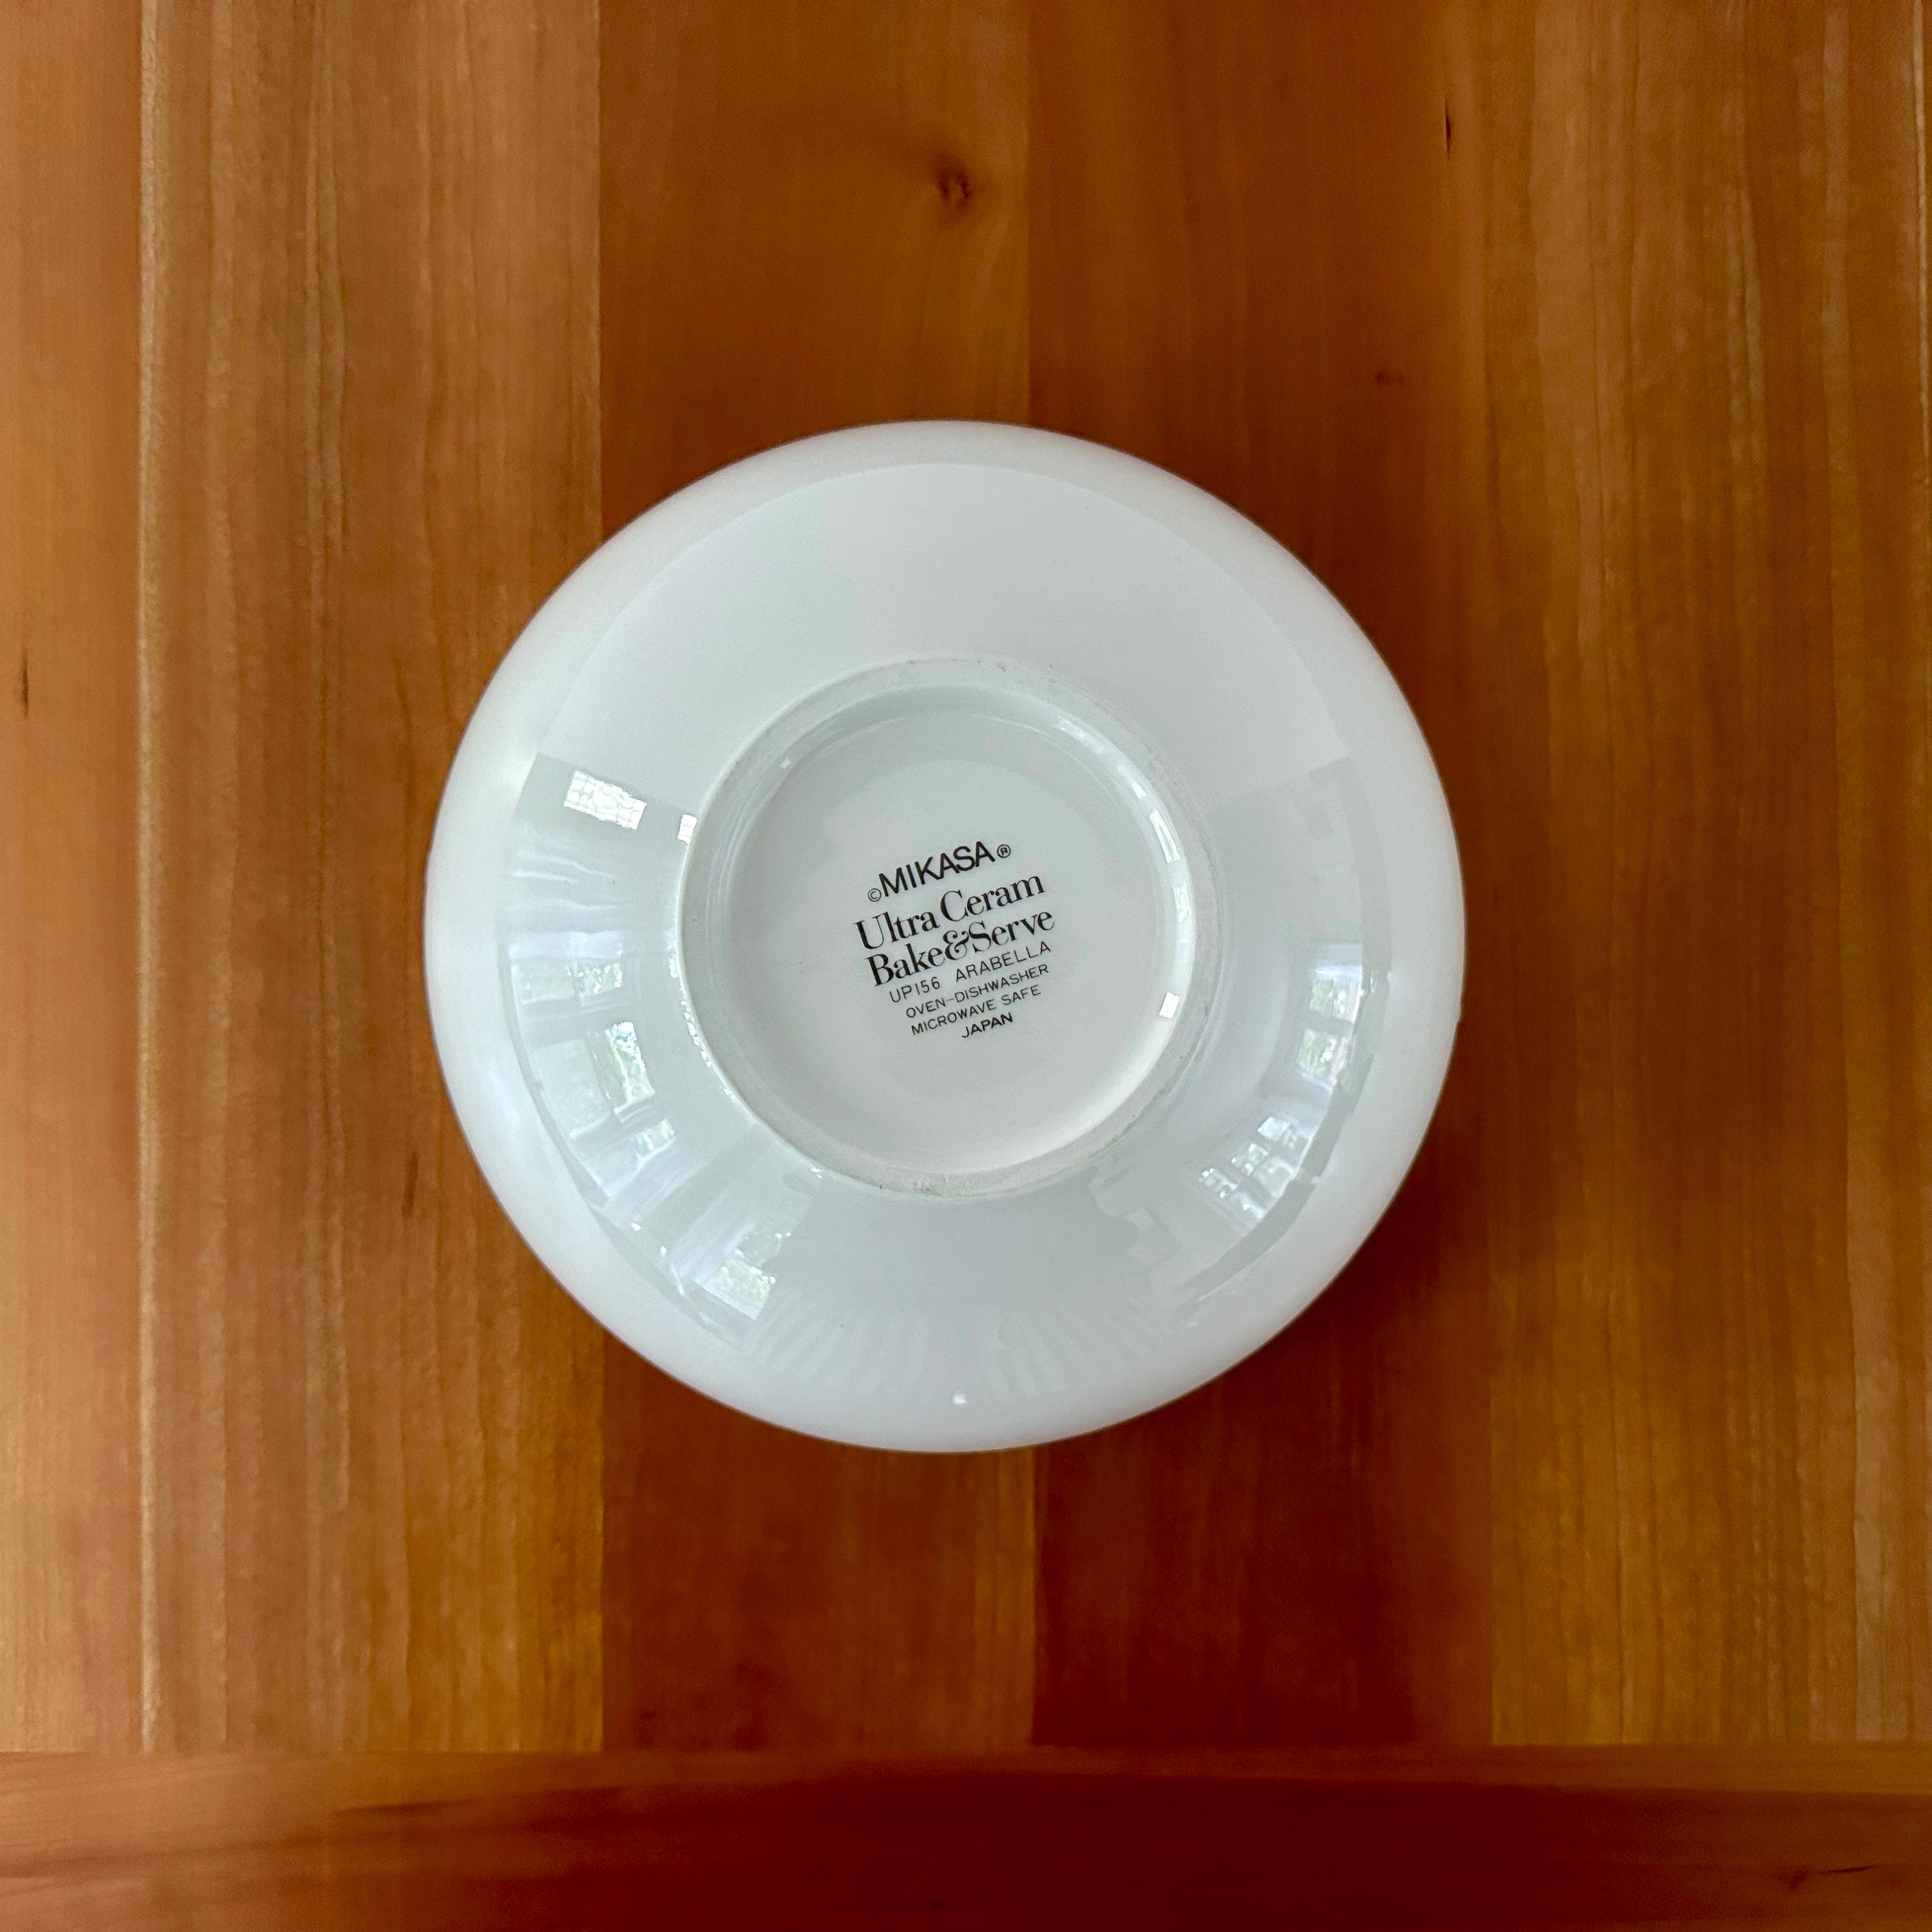 ©MIKASA®
Ultra Ceram
Bake&Serve
UP156 ARABELLA
OVEN-DISHWASHER
MICROWAVE SAFE
JAPAN